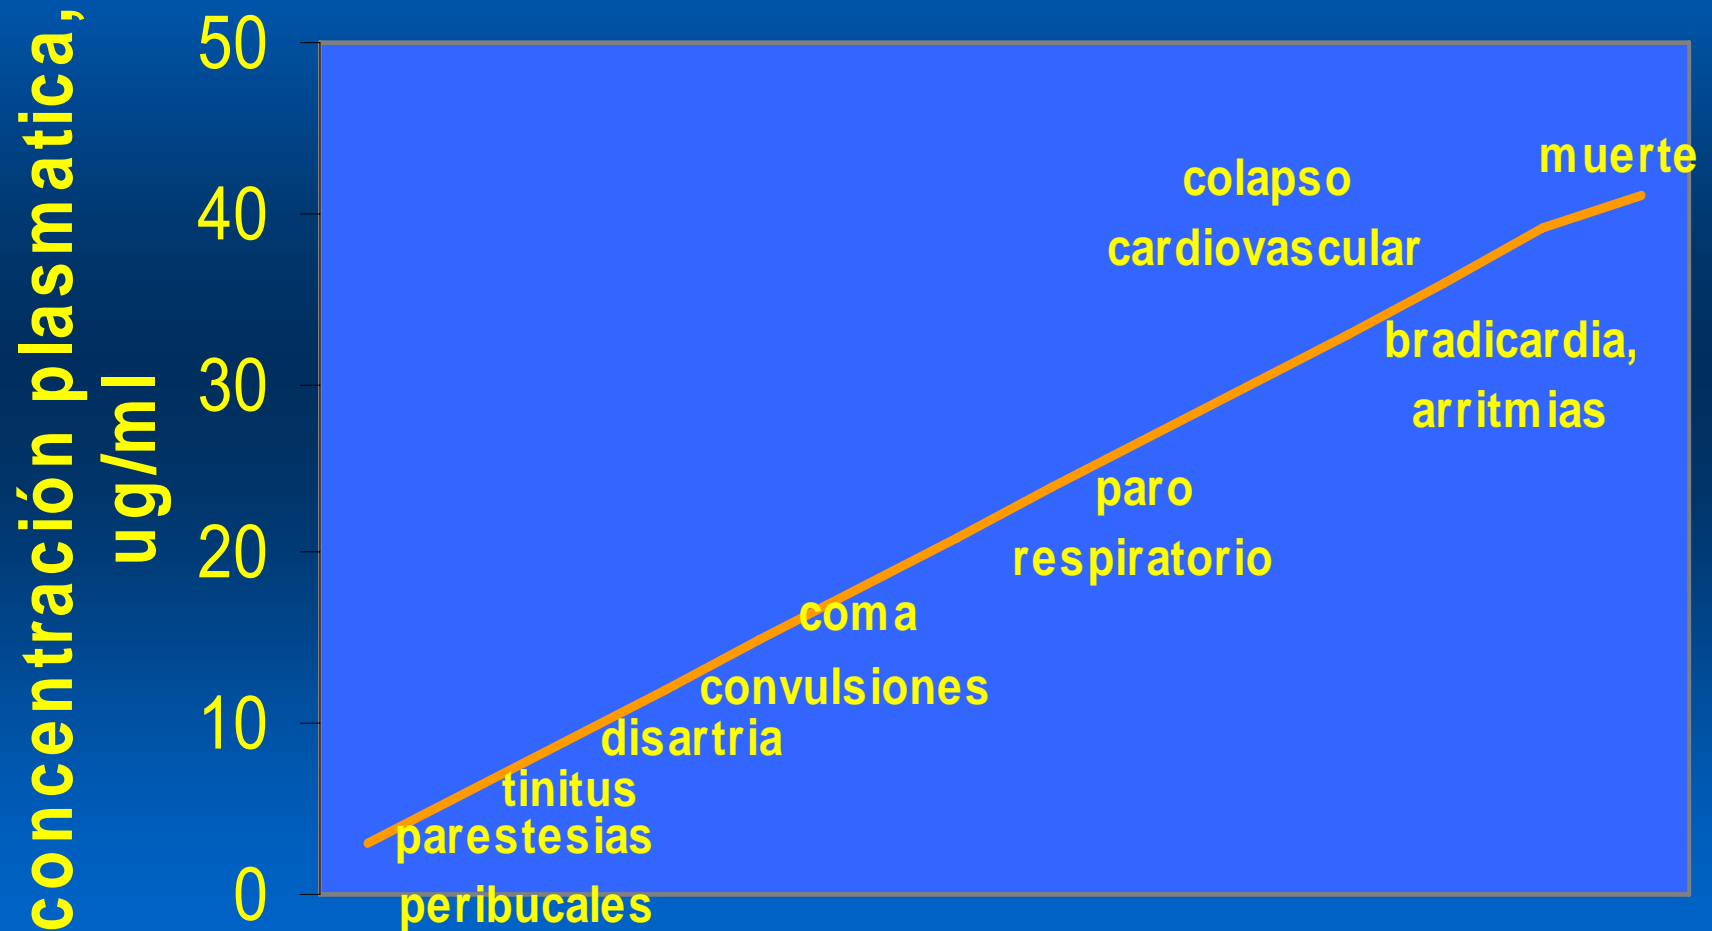 concentración plasmatica,
ug/ml
50
40
30
20
10
0
muerte
colapso
cardiovascular
bradicardia,
arritmias
paro
respiratorio
coma
convulsiones
disartria
tinitus
parestesias
peribucales